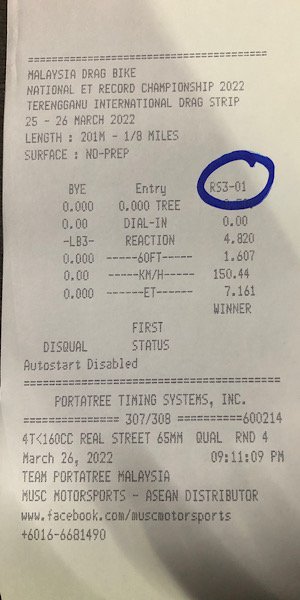 ==================================
MALAYSIA DRAG BIKE
NATIONAL ET RECORD CHAMPIONSHIP 2022
TERENGGANU INTERNATIONAL DRAG STRIP
25 - 26 MARCH 2022
LENGTH : 201M - 1/8 MILES
SURFACE : NO-PREP
BYE Entry RS3-01
0.000 0.000 TREE
0.00 DIAL-IN 0.00
-LB3- REACTION 4.820
0.000 -----60FT----- 1.607
0.00 -----KM/H----- 150.44
0.000 ------ET------ 7.161
WINNER
FIRST
DISQUAL STATUS
Autostart Disabled
==================================
PORTATREE TIMING SYSTEMS, INC.
============== 307/308 ==========600214
4T<160CC REAL STREET 65MM QUAL RND 4
March 26, 2022 09:11:09 PM
TEAM PORTATREE MALAYSIA
MUSC MOTORSPORTS - ASEAN DISTRIBUTOR
www.facebook.com/muscmotorsports
+6016-6681490